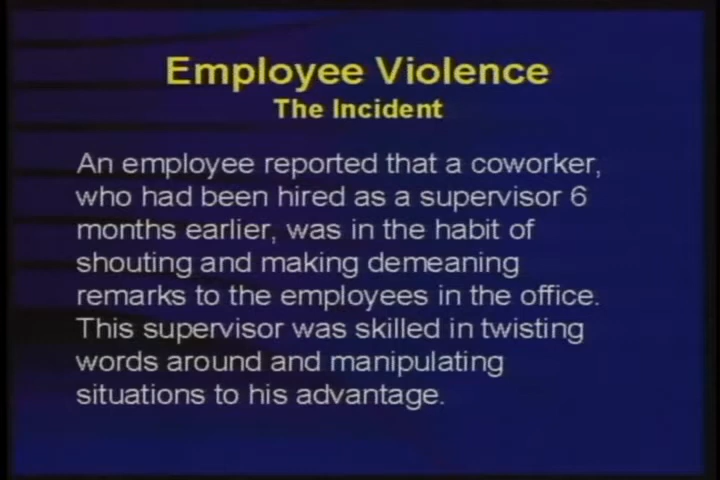 Employee Violence
The Incident
An employee reported that a coworker,
who had been hired as a supervisor 6
months earlier, was in the habit of
shouting and making demeaning
remarks to the employees in the office.
This supervisor was skilled in twisting
words around and manipulating
situations to his advantage.